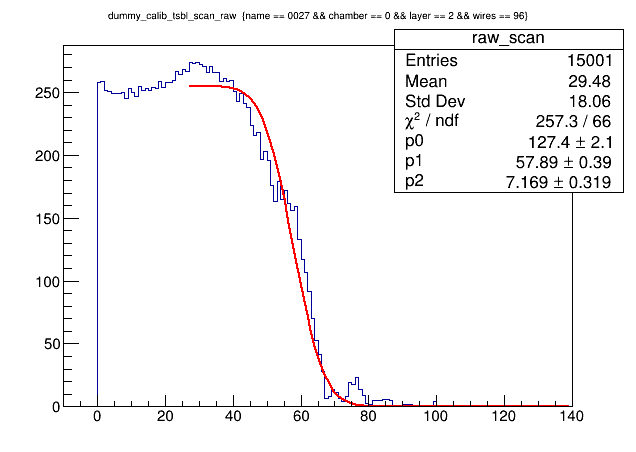 dummy_calib_tsbl_scan_raw {name == 0027 && chamber == 0 && layer == 2 && wires == 96}
raw_scan
Entries 15001
Mean 29.48
Std Dev 18.06
χ² / ndf 257.3 / 66
p0 127.4 ± 2.1
p1 57.89 ± 0.39
p2 7.169 ± 0.319
250
200
150
100
50
0
0 20 40 60 80 100 120 140